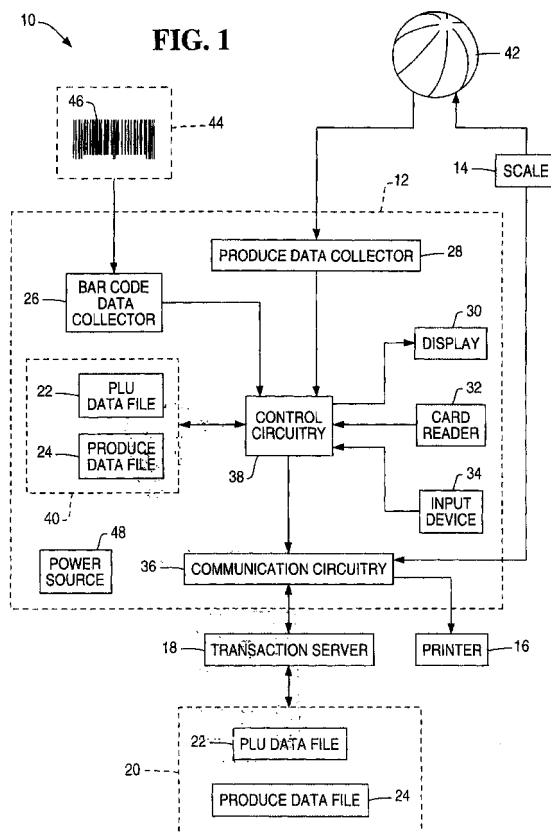 10
FIG. 1
42
46
44
14
SCALE
12
PRODUCE DATA COLLECTOR
28
26
BAR CODE
DATA
COLLECTOR
30
DISPLAY
22
PLU
DATA FILE
CONTROL
CIRCUITRY
32
CARD
READER
24
PRODUCE
DATA FILE
38
34
INPUT
DEVICE
40
48
POWER
SOURCE
36
COMMUNICATION CIRCUITRY
18
TRANSACTION SERVER
PRINTER
16
22
PLU DATA FILE
20
PRODUCE DATA FILE
24